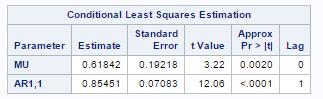 Conditional Least Squares Estimation
Parameter Estimate Standard Error t Value Approx Pr > |t| Lag
MU 0.61842 0.19218 3.22 0.0020 0
AR1,1 0.85451 0.07083 12.06 <.0001 1